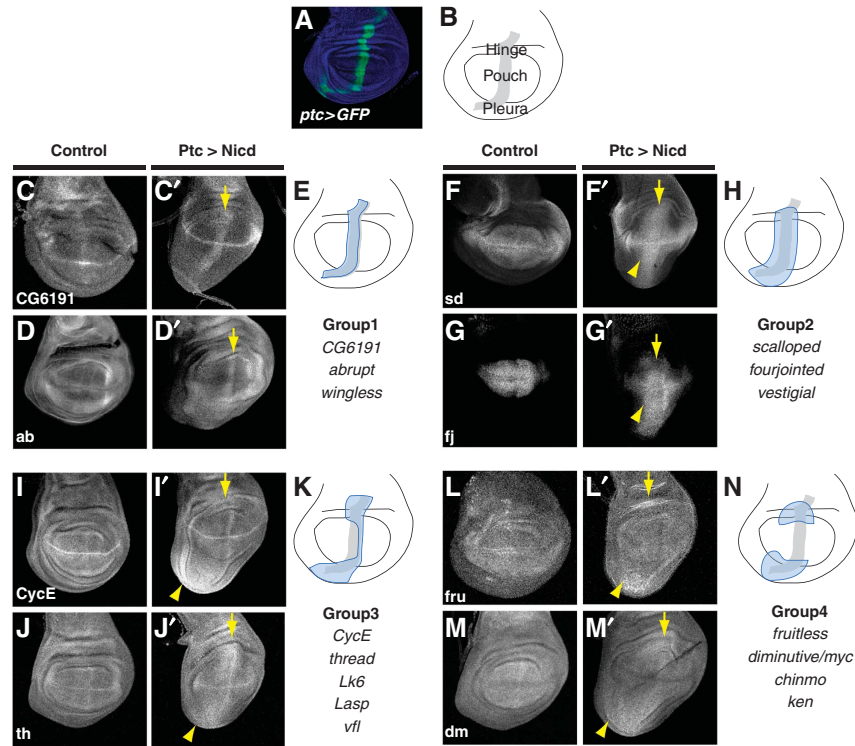 A
ptc>GFP
B
Hinge
Pouch
Pleura
Control
Ptc > Nicd
Control
Ptc > Nicd
C
CG6191
C′
D
ab
D′
E
Group1
CG6191
abrupt
wingless
F
sd
F′
G
fj
G′
H
Group2
scalloped
fourjointed
vestigial
I
CycE
I′
J
th
J′
K
Group3
CycE
thread
Lk6
Lasp
vfl
L
fru
L′
M
dm
M′
N
Group4
fruitless
diminutive/myc
chinmo
ken